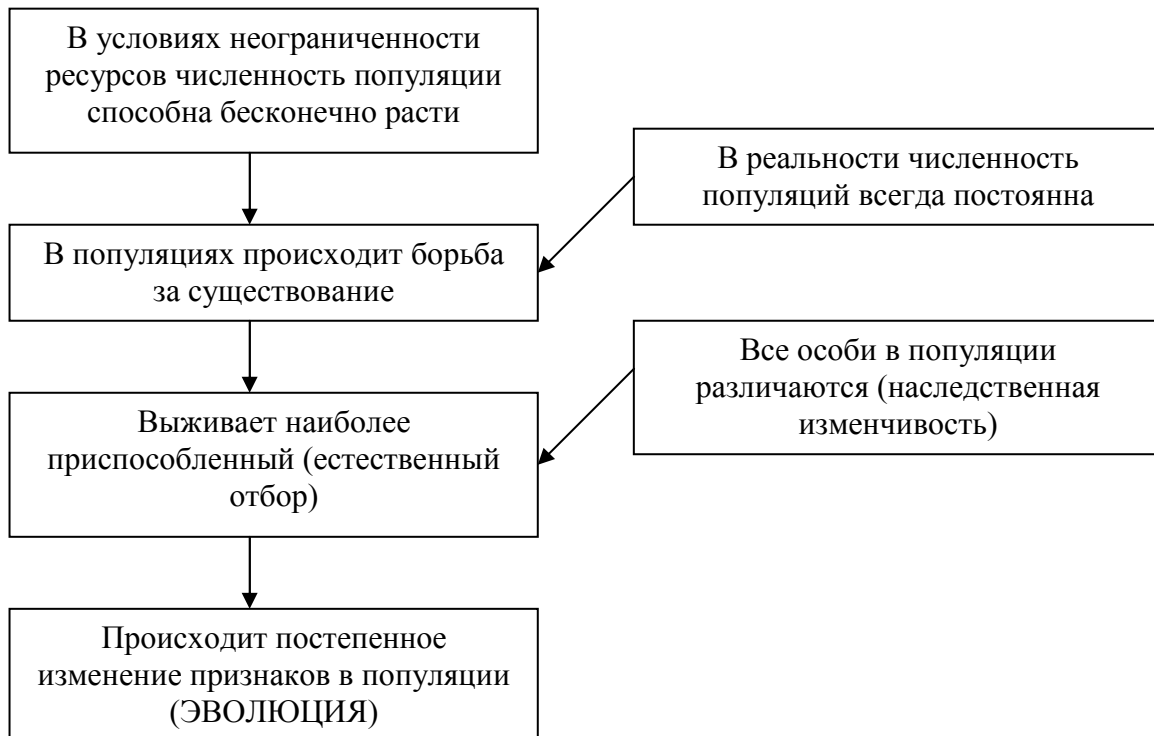 В условиях неограниченности
ресурсов численность популяции
способна бесконечно расти
В реальности численность
популяций всегда постоянна
В популяциях происходит борьба
за существование
Все особи в популяции
различаются (наследственная
изменчивость)
Выживает наиболее
приспособленный (естественный
отбор)
Происходит постепенное
изменение признаков в популяции
(ЭВОЛЮЦИЯ)